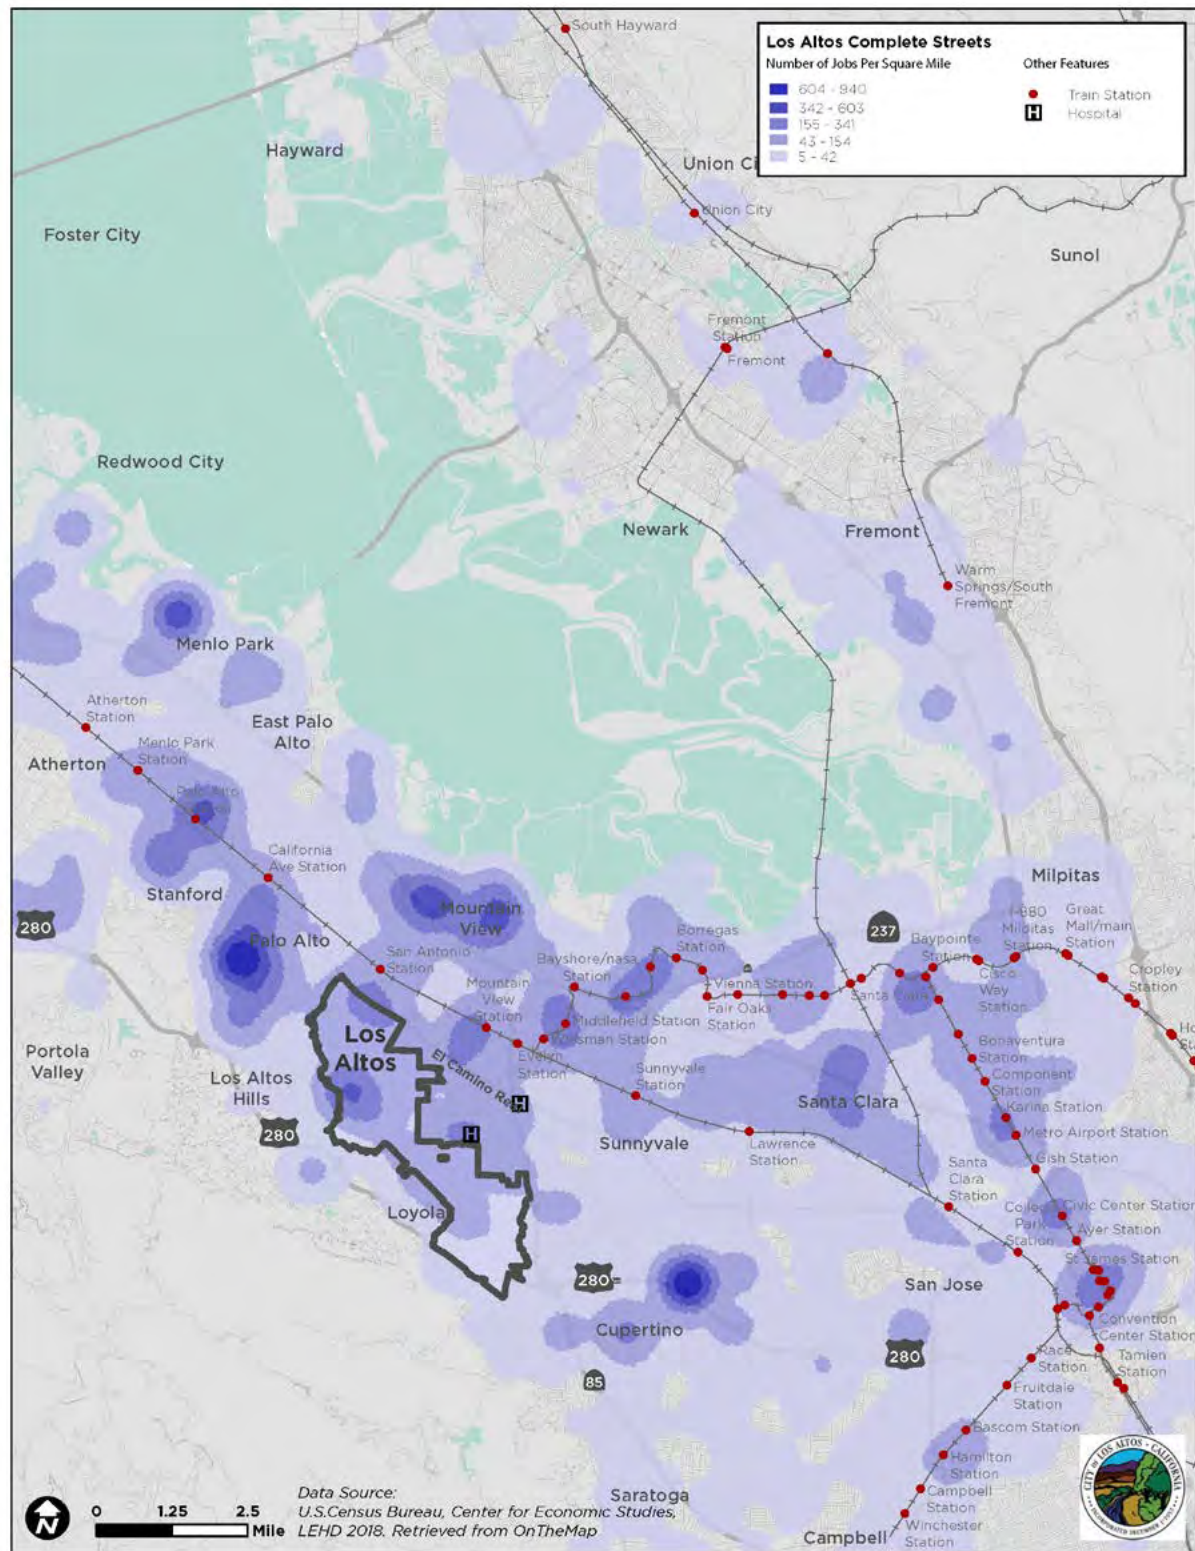 South Hayward
Los Altos Complete Streets
Number of Jobs Per Square Mile
604 - 940
342 - 603
155 - 341
43 - 154
5 - 42
Other Features
Train Station
H Hospital
Hayward
Union
Union City
Foster City
Sunol
Fremont
Station
Fremont
Redwood City
Newark
Fremont
Warm
Springs/South
Fremont
Menlo Park
Atherton
Station
East Palo
Alto
Menlo Park
Station
Atherton
Palo Alto
California
Ave Station
Stanford
Milpitas
280
Mountain
View
237
I-880
Milpitas
Station
Great
Mall/main
Station
Palo Alto
Borregas
Station
Baypointe
Station
San Antonio
Station
Bayshore/nasa
Station
Cisco
Way
Station
Cropley
Station
Mountain
View
Station
Vienna Station
Fair Oaks
Station
Santa Clara
Middlefield Station
Whisman Station
Los
Altos
Evelyn
Station
El Camino Real
Bonaventura
Station
Portola
Valley
Los Altos
Hills
Sunnyvale
Station
Component
Station
H
Santa Clara
Karina Station
280
H
Sunnyvale
Lawrence
Station
Metro Airport Station
Gish Station
Santa
Clara
Station
Loyola
College
Park
Station
Civic Center Station
Ayer Station
St James Station
280
San Jose
Cupertino
Convention
Center Station
280
Race
Station
Tamien
Station
85
Fruitdale
Station
Bascom Station
Hamilton
Station
Saratoga
Campbell
Station
Campbell
Winchester
Station
N
0 1.25 2.5
Mile
Data Source:
U.S.Census Bureau, Center for Economic Studies,
LEHD 2018. Retrieved from OnTheMap
CITY OF LOS ALTOS - CALIFORNIA